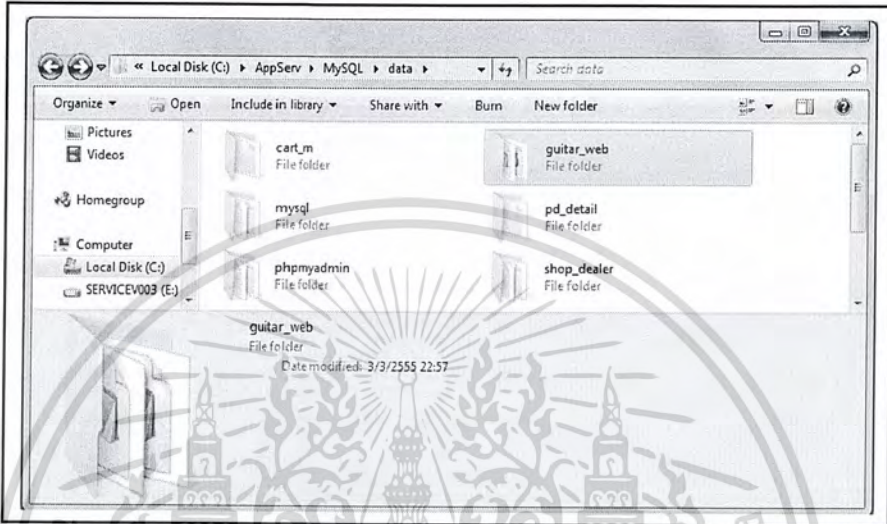 « Local Disk (C:) ▸ AppServ ▸ MySQL ▸ data ▸
Search data
Organize ▾ Open Include in library ▾ Share with ▾ Burn New folder
Pictures
Videos
Homegroup
Computer
Local Disk (C:)
SERVICEV003 (E:)
cart_m
File folder
guitar_web
File folder
mysql
File folder
pd_detail
File folder
phpmyadmin
File folder
shop_dealer
File folder
guitar_web
File folder
Date modified: 3/3/2555 22:57